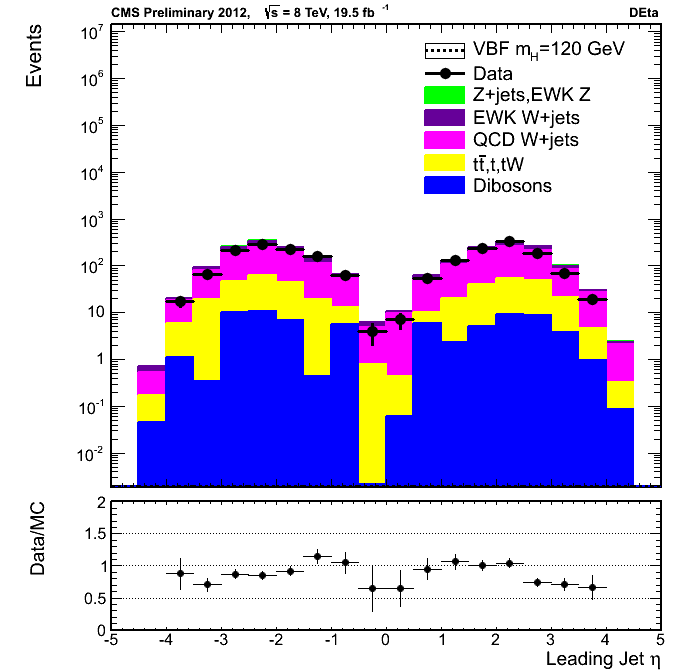 CMS Preliminary 2012, √s = 8 TeV, 19.5 fb⁻¹ DEta
Events
VBF m_H=120 GeV
Data
Z+jets,EWK Z
EWK W+jets
QCD W+jets
tt̄,t,tW
Dibosons
10⁷
10⁶
10⁵
10⁴
10³
10²
10
1
10⁻¹
10⁻²
Data/MC
2
1.5
1
0.5
0
-5 -4 -3 -2 -1 0 1 2 3 4 5
Leading Jet η